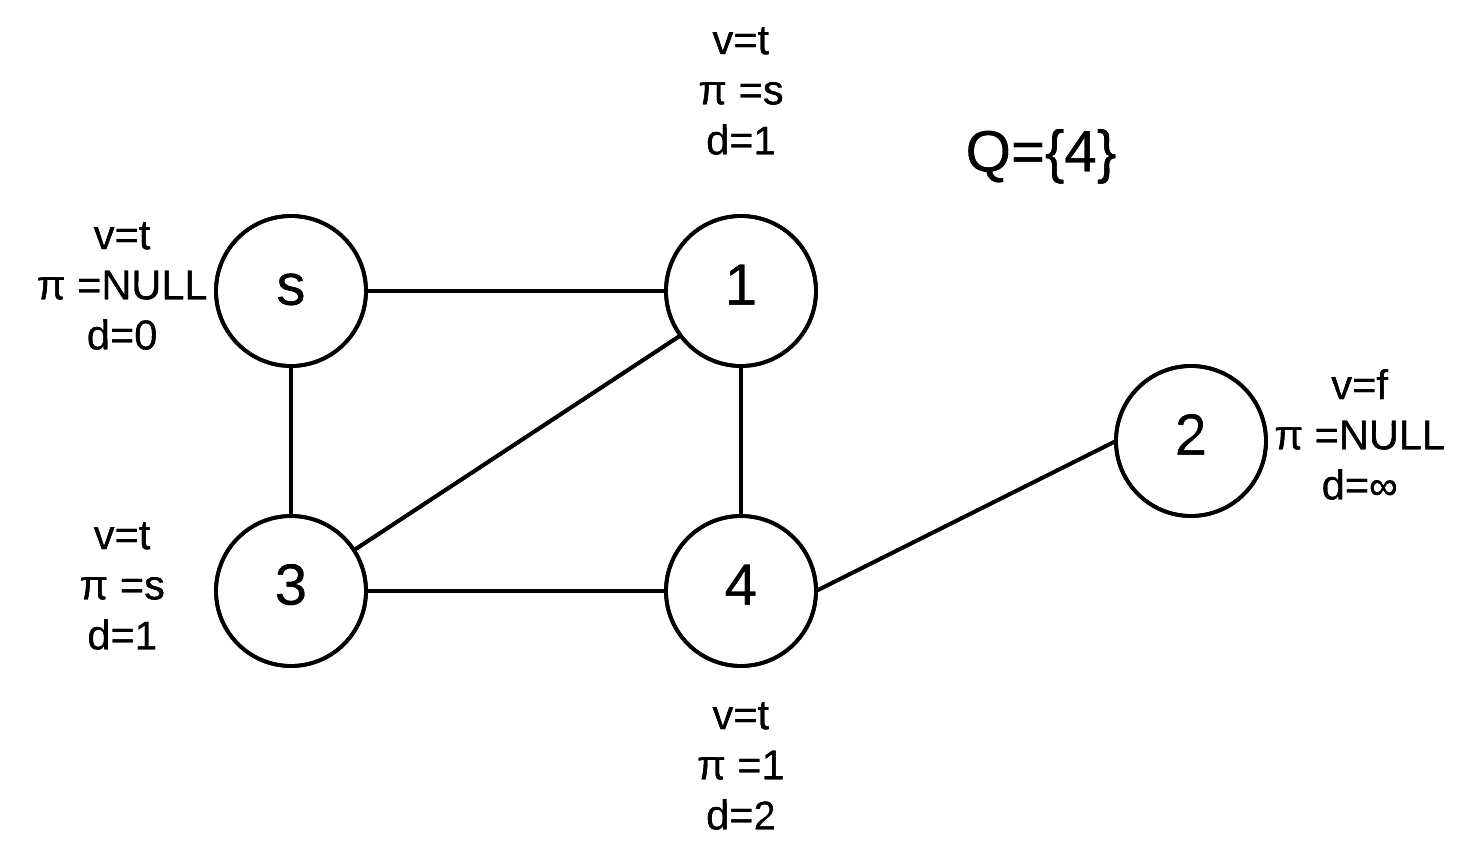 v=t
π =s
d=1
Q={4}
v=t
π =NULL
d=0
s
1
v=f
π =NULL
d=∞
2
v=t
π =s
d=1
3
4
v=t
π =1
d=2